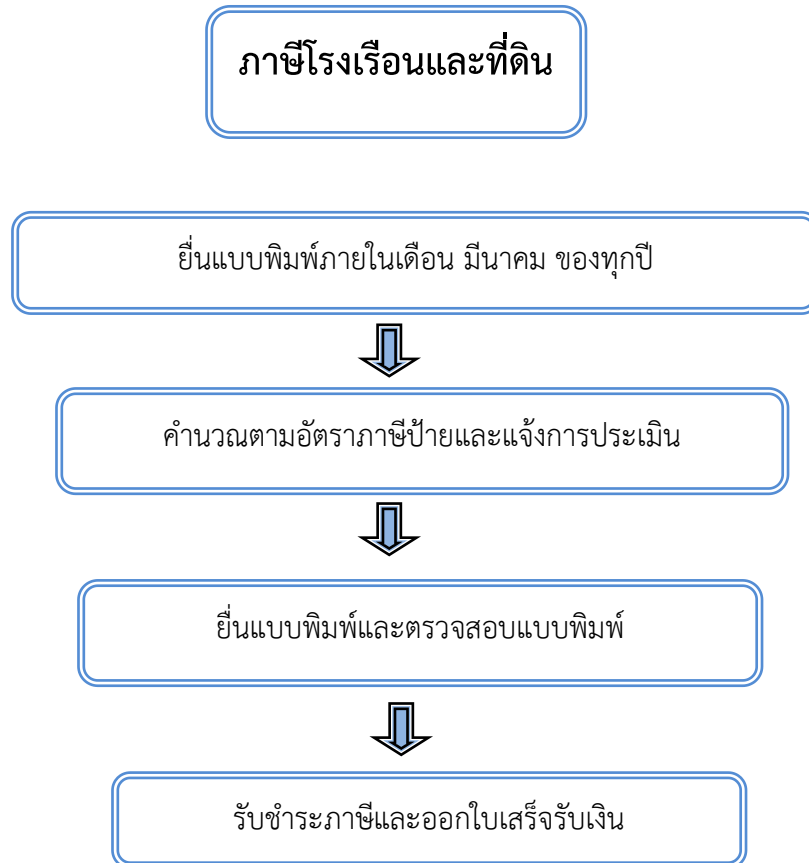 ภาษีโรงเรือนและที่ดิน
ยื่นแบบพิมพ์ภายในเดือน มีนาคม ของทุกปี
คำนวณตามอัตราภาษีป้ายและแจ้งการประเมิน
ยื่นแบบพิมพ์และตรวจสอบแบบพิมพ์
รับชำระภาษีและออกใบเสร็จรับเงิน